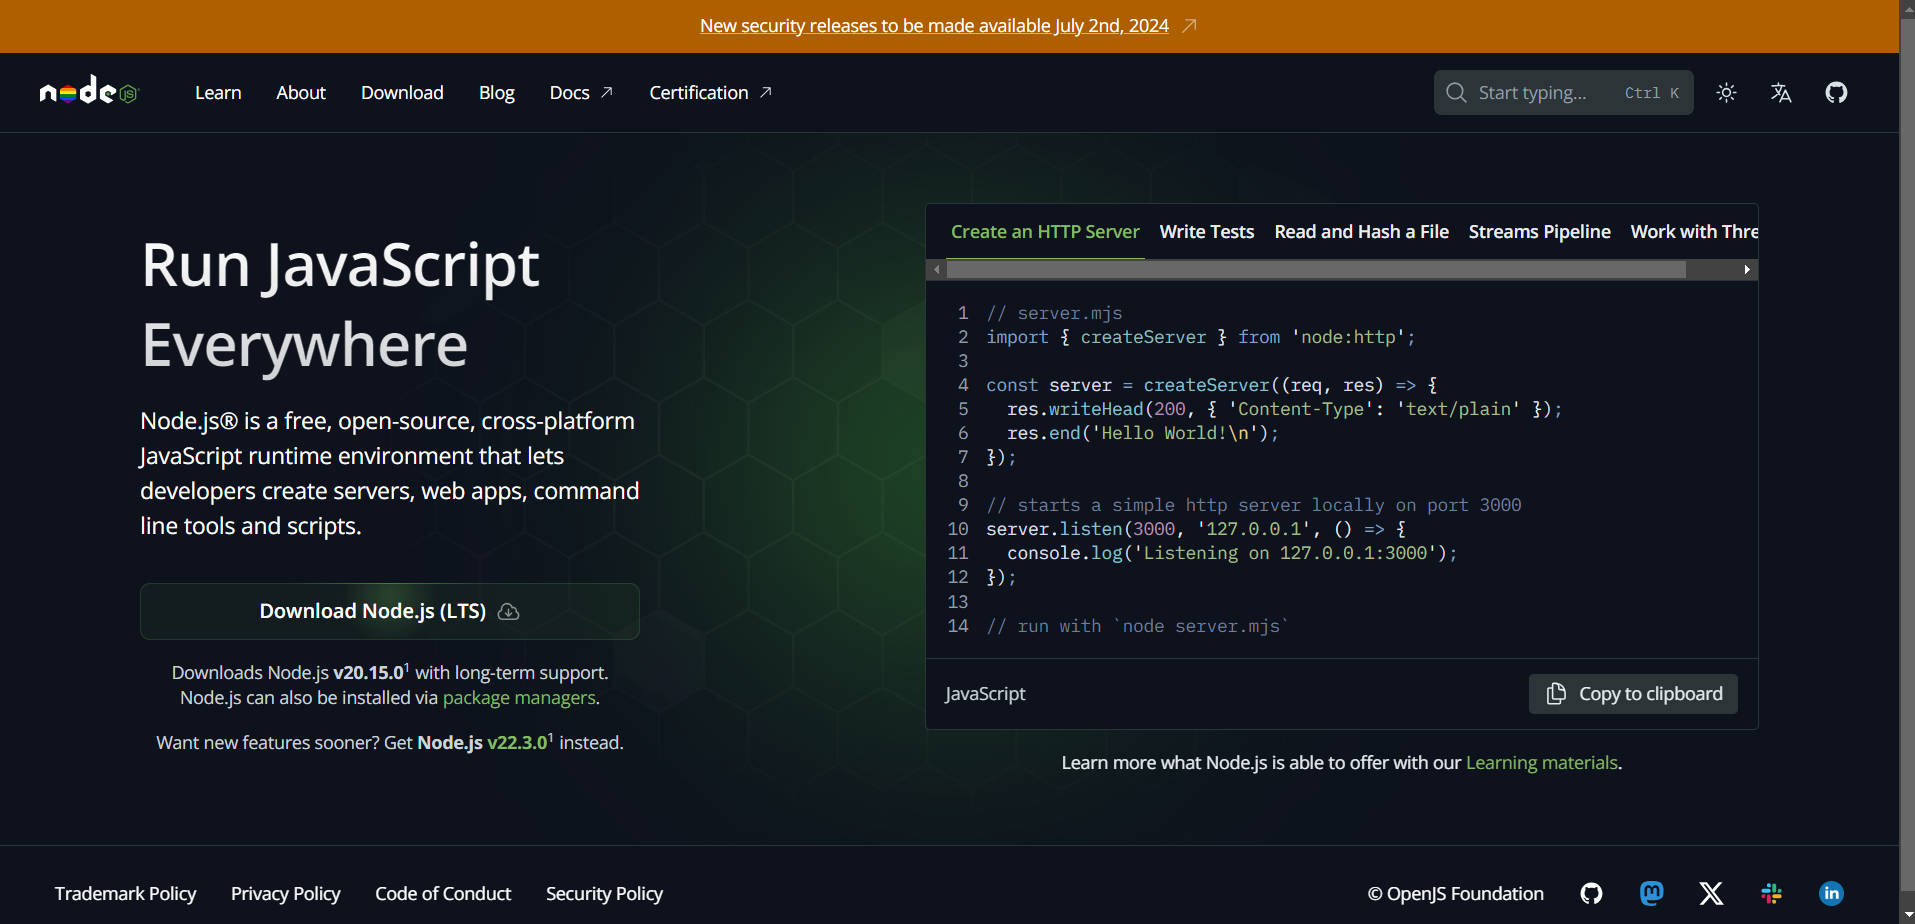 New security releases to be made available July 2nd, 2024
node JS
Learn About Download Blog Docs Certification
Start typing... Ctrl K
Run JavaScript
Everywhere
Node.js® is a free, open-source, cross-platform
JavaScript runtime environment that lets
developers create servers, web apps, command
line tools and scripts.
Download Node.js (LTS)
Downloads Node.js v20.15.0¹ with long-term support.
Node.js can also be installed via package managers.
Want new features sooner? Get Node.js v22.3.0¹ instead.
Create an HTTP Server Write Tests Read and Hash a File Streams Pipeline Work with Thre
1 // server.mjs
2 import { createServer } from 'node:http';
3
4 const server = createServer((req, res) => {
5   res.writeHead(200, { 'Content-Type': 'text/plain' });
6   res.end('Hello World!\n');
7 });
8
9 // starts a simple http server locally on port 3000
10 server.listen(3000, '127.0.0.1', () => {
11   console.log('Listening on 127.0.0.1:3000');
12 });
13
14 // run with `node server.mjs`
JavaScript
Copy to clipboard
Learn more what Node.js is able to offer with our Learning materials.
Trademark Policy Privacy Policy Code of Conduct Security Policy
© OpenJS Foundation